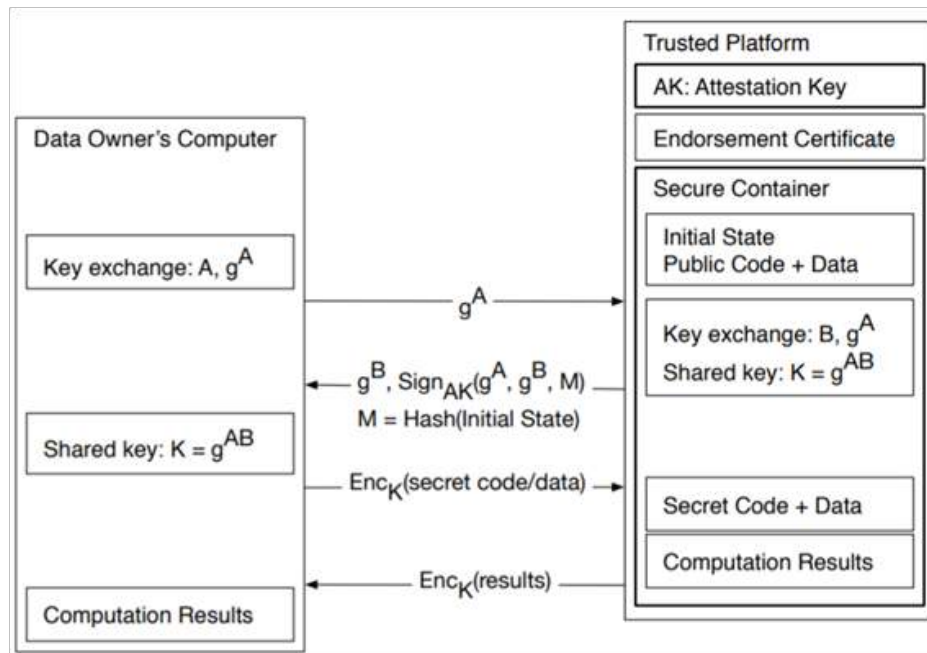 Trusted Platform
AK: Attestation Key
Endorsement Certificate
Secure Container
Initial State
Public Code + Data
Key exchange: B, g^A
Shared key: K = g^AB
Secret Code + Data
Computation Results
Data Owner's Computer
Key exchange: A, g^A
Shared key: K = g^AB
Computation Results
g^A
g^B, Sign_AK(g^A, g^B, M)
M = Hash(Initial State)
Enc_K(secret code/data)
Enc_K(results)